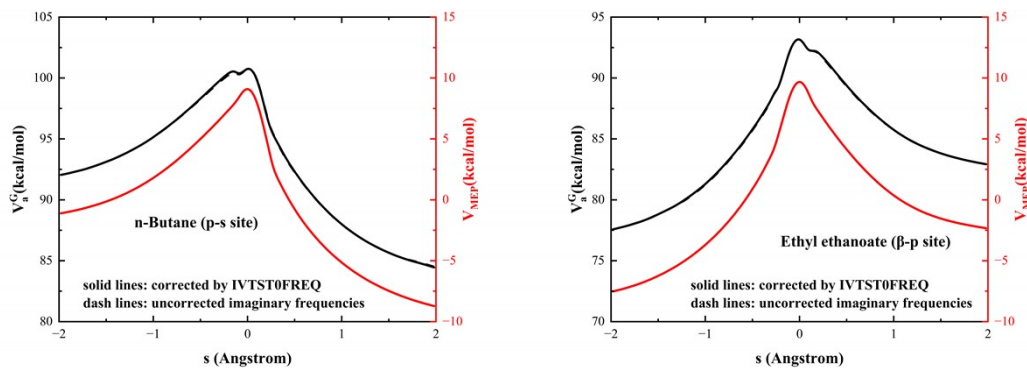 105
100
95
90
85
80
V_a^G(kcal/mol)
15
10
5
0
−5
−10
V_MEP(kcal/mol)
n-Butane (p-s site)
solid lines: corrected by IVTST0FREQ
dash lines: uncorrected imaginary frequencies
−2
−1
0
1
2
s (Angstrom)
95
90
85
80
75
70
V_a^G(kcal/mol)
15
10
5
0
−5
−10
V_MEP(kcal/mol)
Ethyl ethanoate (β-p site)
solid lines: corrected by IVTST0FREQ
dash lines: uncorrected imaginary frequencies
−2
−1
0
1
2
s (Angstrom)